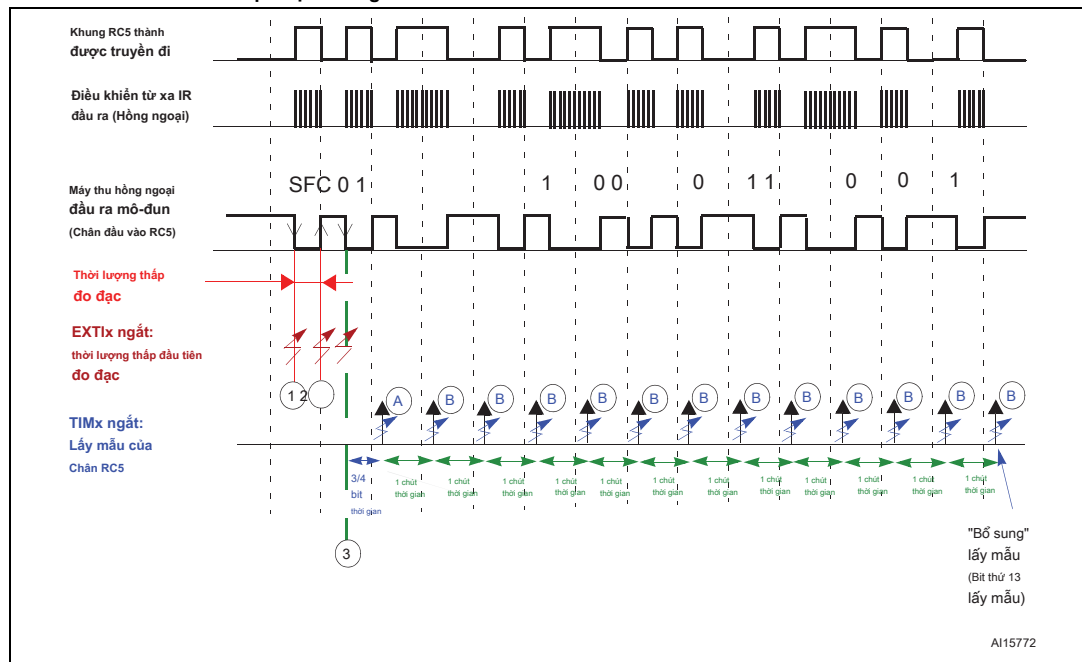 Khung RC5 thành
được truyền đi
Điều khiển từ xa IR
đầu ra (Hồng ngoại)
SFC 0 1 1 0 0 0 1 1 0 0 1
Máy thu hồng ngoại
đầu ra mô-đun
(Chân đầu vào RC5)
Thời lượng thấp
đo đạc
EXTIx ngắt:
thời lượng thấp đầu tiên
đo đạc
1 2
A B B B B B B B B B B B B
TIMx ngắt:
Lấy mẫu của
Chân RC5
3/4
bit
thời gian
1 chút
thời gian
1 chút
thời gian
1 chút
thời gian
1 chút
thời gian
1 chút
thời gian
1 chút
thời gian
1 chút
thời gian
1 chút
thời gian
1 chút
thời gian
1 chút
thời gian
1 chút
thời gian
1 chút
thời gian
3
"Bổ sung"
lấy mẫu
(Bit thứ 13
lấy mẫu)
AI15772